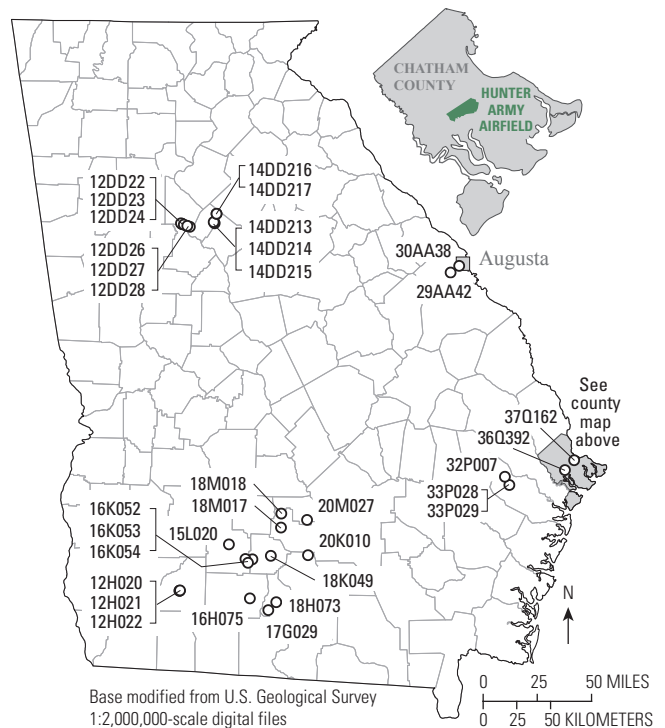 CHATHAM
COUNTY
HUNTER
ARMY
AIRFIELD
12DD22
12DD23
12DD24
12DD26
12DD27
12DD28
14DD216
14DD217
14DD213
14DD214
14DD215
30AA38
Augusta
29AA42
See
county
map
above
37Q162
36Q392
32P007
33P028
33P029
18M018
18M017
20M027
16K052
16K053
16K054
15L020
20K010
18K049
12H020
12H021
12H022
16H075
18H073
17G029
N
Base modified from U.S. Geological Survey
1:2,000,000-scale digital files
0 25 50 MILES
0 25 50 KILOMETERS